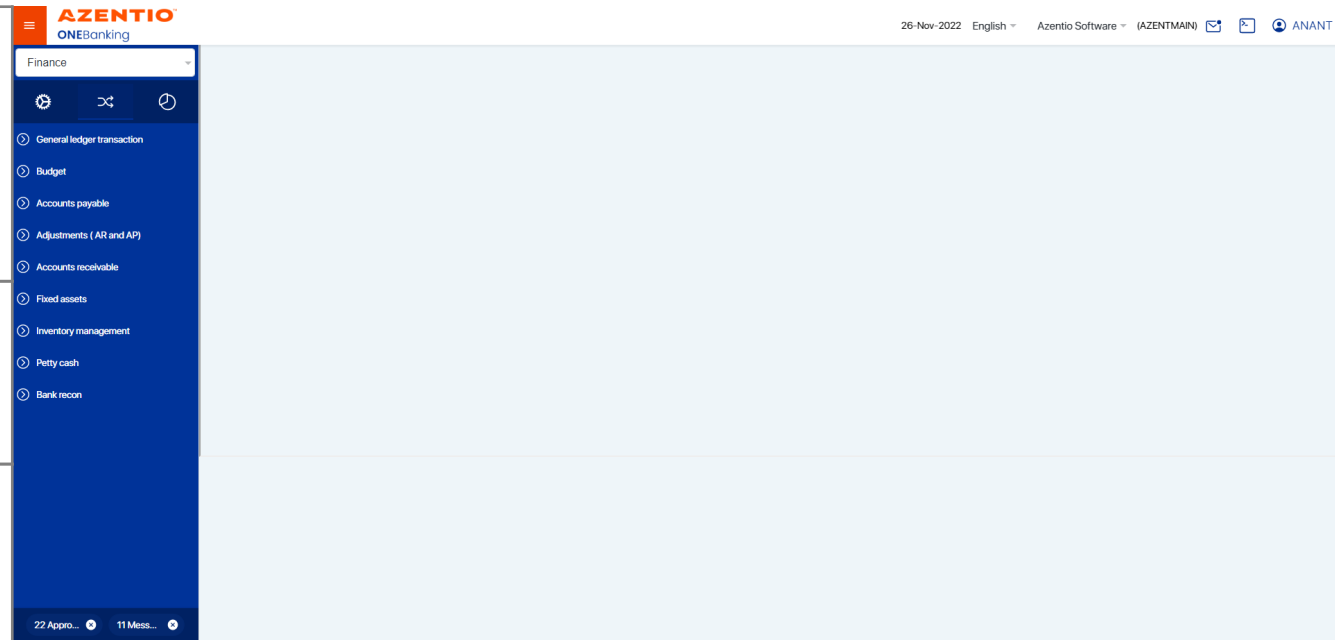 AZENTIO™
ONEBanking
26-Nov-2022 English Azentio Software (AZENTMAIN) ANANT
Finance
General ledger transaction
Budget
Accounts payable
Adjustments ( AR and AP)
Accounts receivable
Fixed assets
Inventory management
Petty cash
Bank recon
22 Appro... 11 Mess...